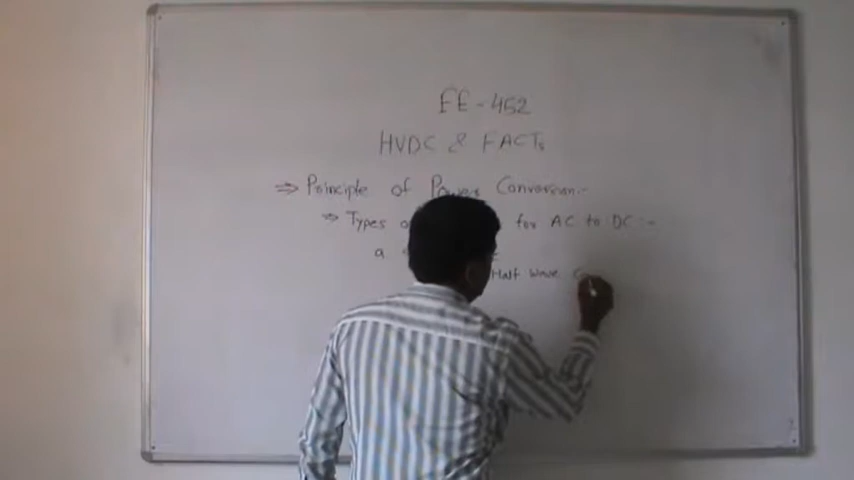 EE-452
HVDC & FACTs
⇒ Principle of Power Conversion:-
⇒ Types for AC to DC:-
a
Half Wave